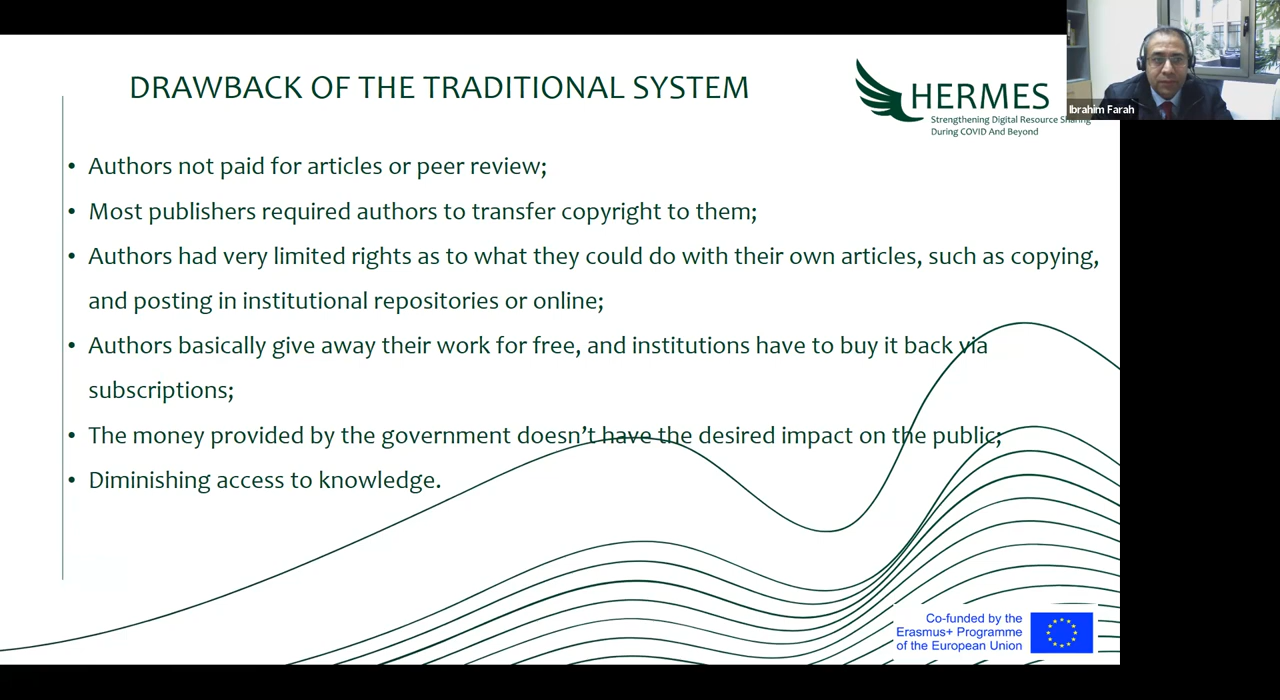 DRAWBACK OF THE TRADITIONAL SYSTEM
HERMES
Strengthening Digital Resource Sharing
During COVID And Beyond
Ibrahim Farah
• Authors not paid for articles or peer review;
• Most publishers required authors to transfer copyright to them;
• Authors had very limited rights as to what they could do with their own articles, such as copying,
and posting in institutional repositories or online;
• Authors basically give away their work for free, and institutions have to buy it back via
subscriptions;
• The money provided by the government doesn’t have the desired impact on the public;
• Diminishing access to knowledge.
Co-funded by the
Erasmus+ Programme
of the European Union